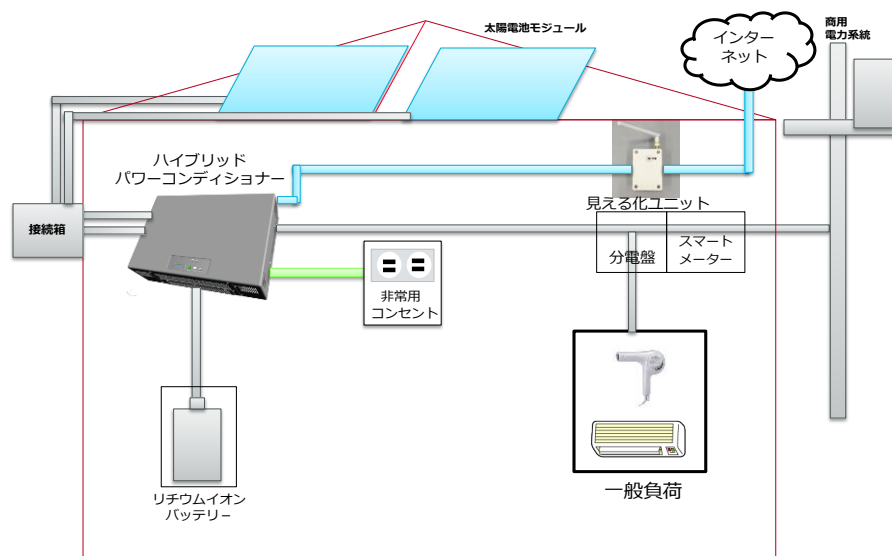 太陽電池モジュール
インター
ネット
商用
電力系統
ハイブリッド
パワーコンディショナー
見える化ユニット
接続箱
分電盤
スマート
メーター
非常用
コンセント
リチウムイオン
バッテリー
一般負荷